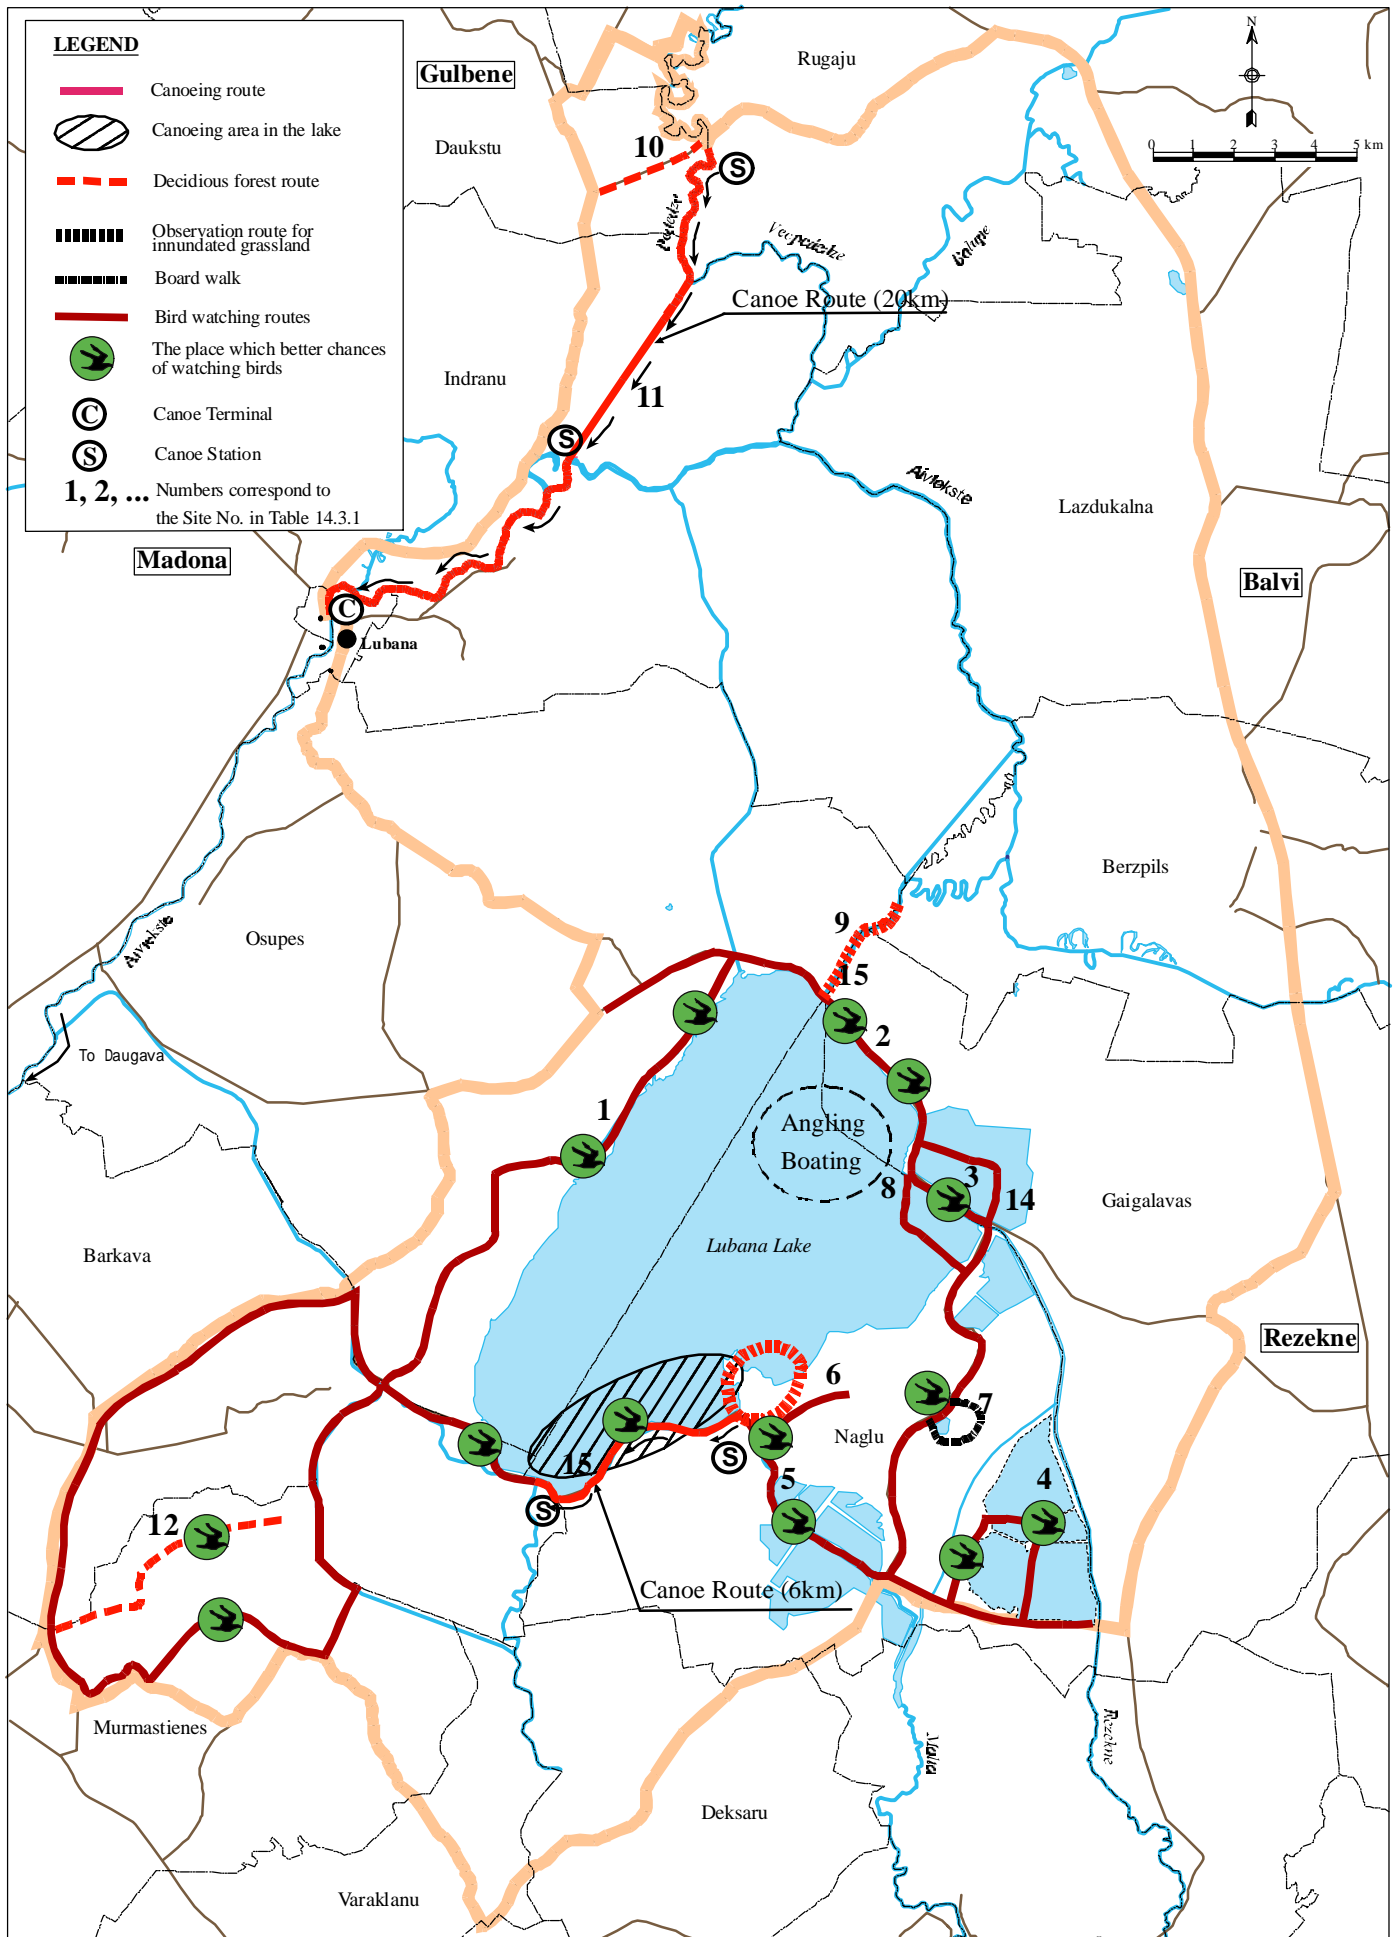 LEGEND
Canoeing route
Canoeing area in the lake
Decidious forest route
Observation route for
innundated grassland
Board walk
Bird watching routes
The place which better chances
of watching birds
C Canoe Terminal
S Canoe Station
1, 2, ... Numbers correspond to
the Site No. in Table 14.3.1
Gulbene
Rugaju
N
0 1 2 3 4 5 km
Daukstu
10
S
Canoe Route (20km)
Indranu
11
S
Aiviekste
Lazdukalna
Madona
Balvi
C
Lubana
Berzpils
9
Osupes
Aiviekste
15
2
To Daugava
1
Angling
Boating
3
8
14
Gaigalavas
Barkava
Lubana Lake
Rezekne
6
7
Naglu
S
15
5
4
S
12
Canoe Route (6km)
Murmastienes
Rezekne
Malta
Deksaru
Varaklanu